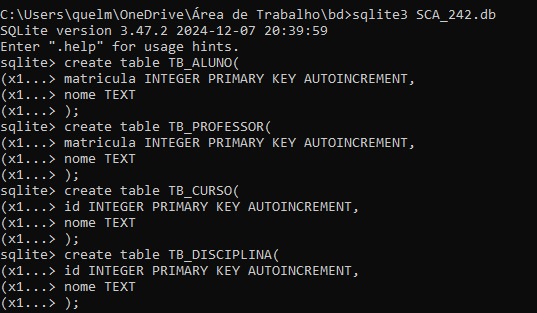 C:\Users\quelm\OneDrive\Área de Trabalho\bd>sqlite3 SCA_242.db
SQLite version 3.47.2 2024-12-07 20:39:59
Enter ".help" for usage hints.
sqlite> create table TB_ALUNO(
(x1...> matricula INTEGER PRIMARY KEY AUTOINCREMENT,
(x1...> nome TEXT
(x1...> );
sqlite> create table TB_PROFESSOR(
(x1...> matricula INTEGER PRIMARY KEY AUTOINCREMENT,
(x1...> nome TEXT
(x1...> );
sqlite> create table TB_CURSO(
(x1...> id INTEGER PRIMARY KEY AUTOINCREMENT,
(x1...> nome TEXT
(x1...> );
sqlite> create table TB_DISCIPLINA(
(x1...> id INTEGER PRIMARY KEY AUTOINCREMENT,
(x1...> nome TEXT
(x1...> );